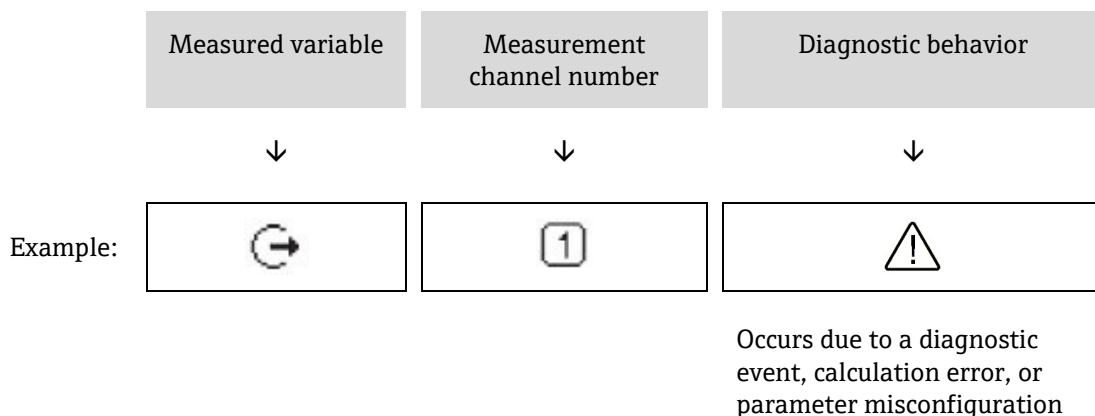 Measured variable
Measurement
channel number
Diagnostic behavior
↓ ↓ ↓
Example:
1
!
Occurs due to a diagnostic
event, calculation error, or
parameter misconfiguration